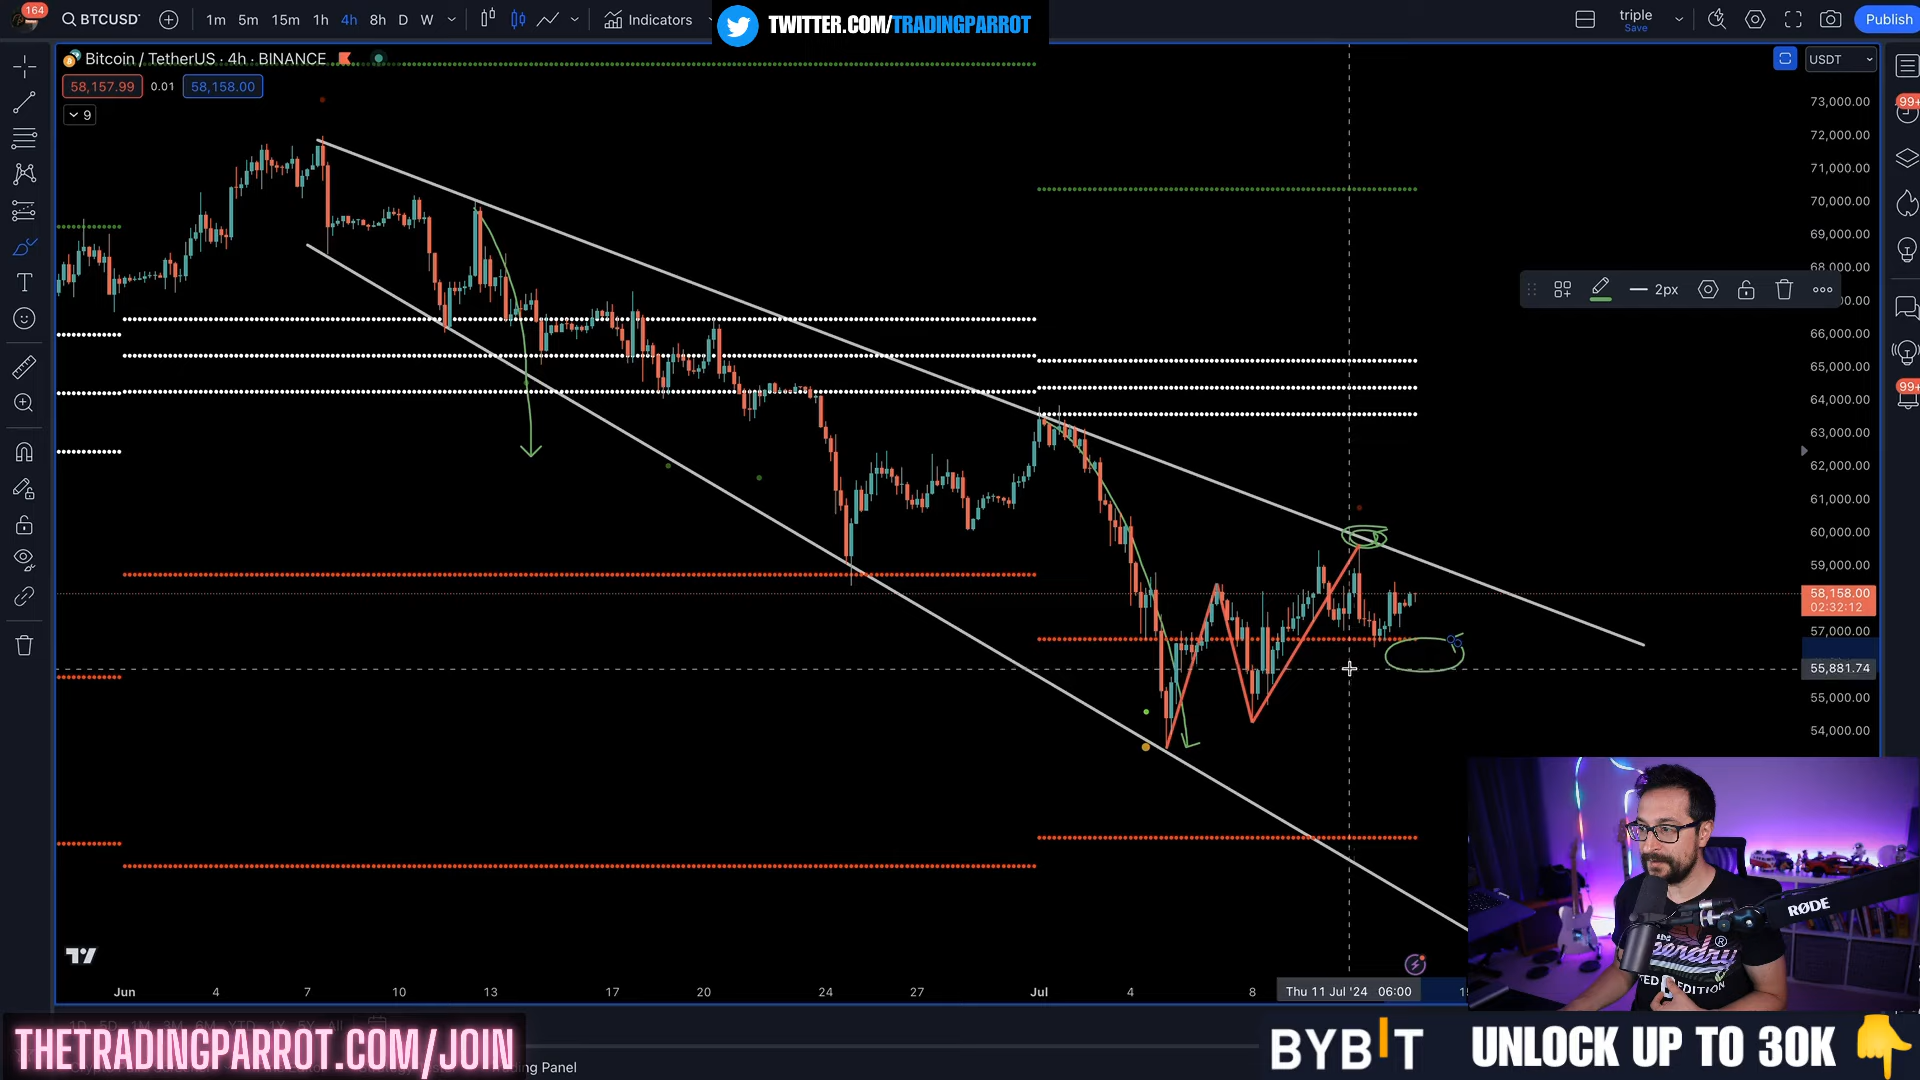 164
BTCUSD
1m 5m 15m 1h 4h 8h D W
Indicators
TWITTER.COM/TRADINGPARROT
triple
Save
Publish
Bitcoin / TetherUS · 4h · BINANCE
USDT
58,157.99 0.01 58,158.00
9
73,000.00
72,000.00
71,000.00
70,000.00
69,000.00
68,000.00
2px
66,000.00
65,000.00
64,000.00
63,000.00
62,000.00
61,000.00
60,000.00
59,000.00
58,158.00
02:32:12
57,000.00
55,881.74
55,000.00
54,000.00
99+
99+
RØDE
Jun 4 7 10 13 17 20 24 27 Jul 4 8 Thu 11 Jul '24 06:00
THETRADINGPARROT.COM/JOIN
Panel
BYBIT
UNLOCK UP TO 30K